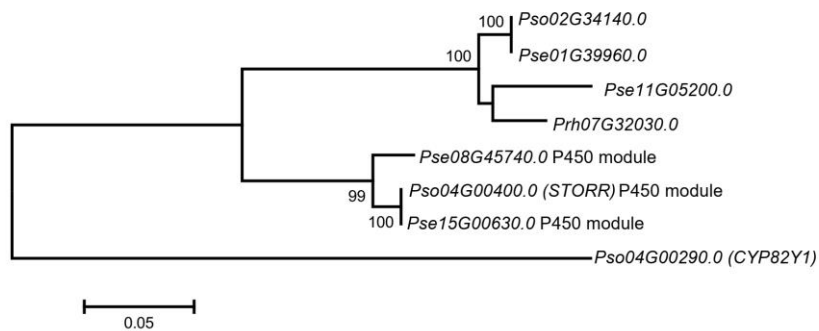 100
Pso02G34140.0
100
Pse01G39960.0
Pse11G05200.0
Prh07G32030.0
Pse08G45740.0 P450 module
99
Pso04G00400.0 (STORR) P450 module
100
Pse15G00630.0 P450 module
Pso04G00290.0 (CYP82Y1)
0.05